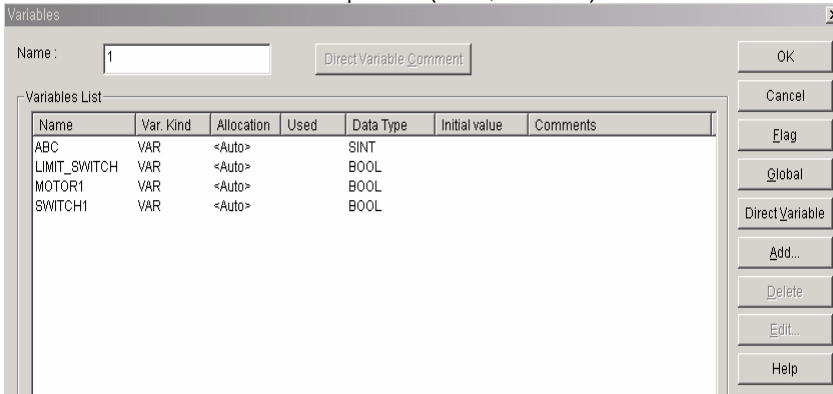 Variables
Name :
1
Direct Variable Comment
OK
Variables List
Cancel
Name Var. Kind Allocation Used Data Type Initial value Comments
Flag
ABC VAR <Auto> SINT
LIMIT_SWITCH VAR <Auto> BOOL
Global
MOTOR1 VAR <Auto> BOOL
SWITCH1 VAR <Auto> BOOL
Direct Variable
Add...
Delete
Edit...
Help